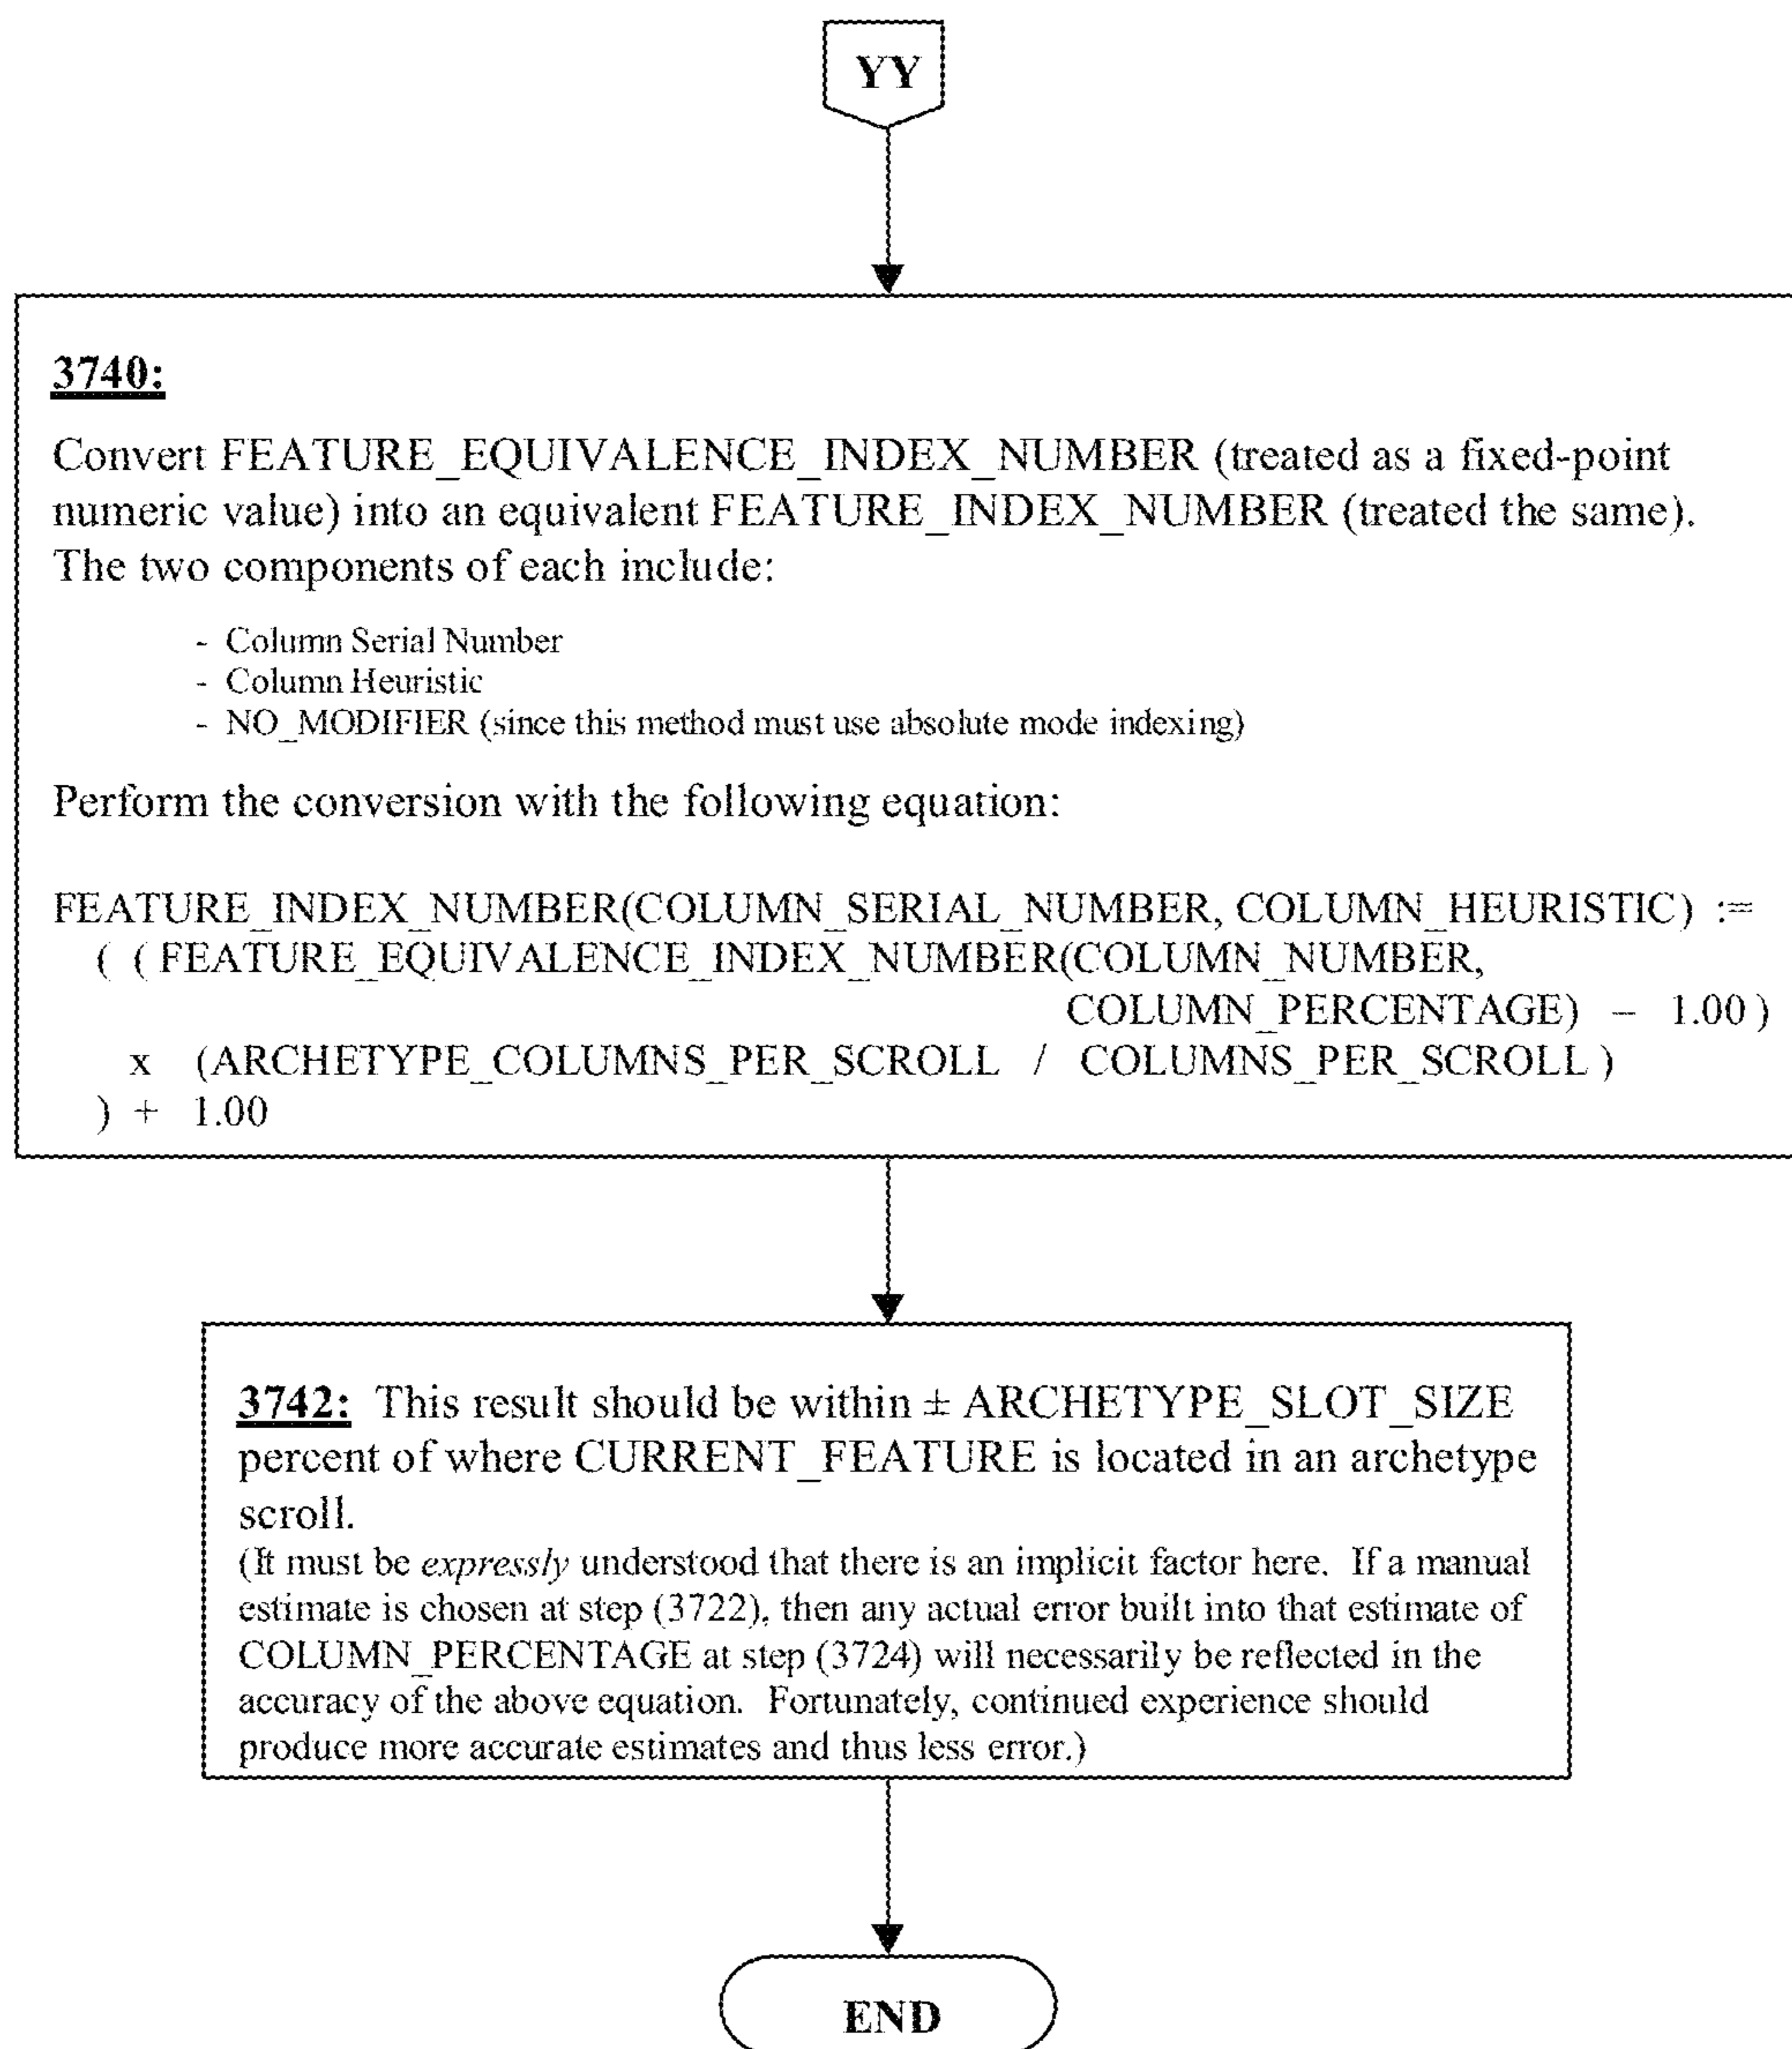 YY
3740:
Convert FEATURE_EQUIVALENCE_INDEX_NUMBER (treated as a fixed-point
numeric value) into an equivalent FEATURE_INDEX_NUMBER (treated the same).
The two components of each include:
- Column Serial Number
- Column Heuristic
- NO_MODIFIER (since this method must use absolute mode indexing)
Perform the conversion with the following equation:
FEATURE_INDEX_NUMBER(COLUMN_SERIAL_NUMBER, COLUMN_HEURISTIC) :=
( ( FEATURE_EQUIVALENCE_INDEX_NUMBER(COLUMN_NUMBER,
COLUMN_PERCENTAGE) – 1.00 )
x (ARCHETYPE_COLUMNS_PER_SCROLL / COLUMNS_PER_SCROLL )
) + 1.00
3742: This result should be within ± ARCHETYPE_SLOT_SIZE
percent of where CURRENT_FEATURE is located in an archetype
scroll.
(It must be expressly understood that there is an implicit factor here. If a manual
estimate is chosen at step (3722), then any actual error built into that estimate of
COLUMN_PERCENTAGE at step (3724) will necessarily be reflected in the
accuracy of the above equation. Fortunately, continued experience should
produce more accurate estimates and thus less error.)
END